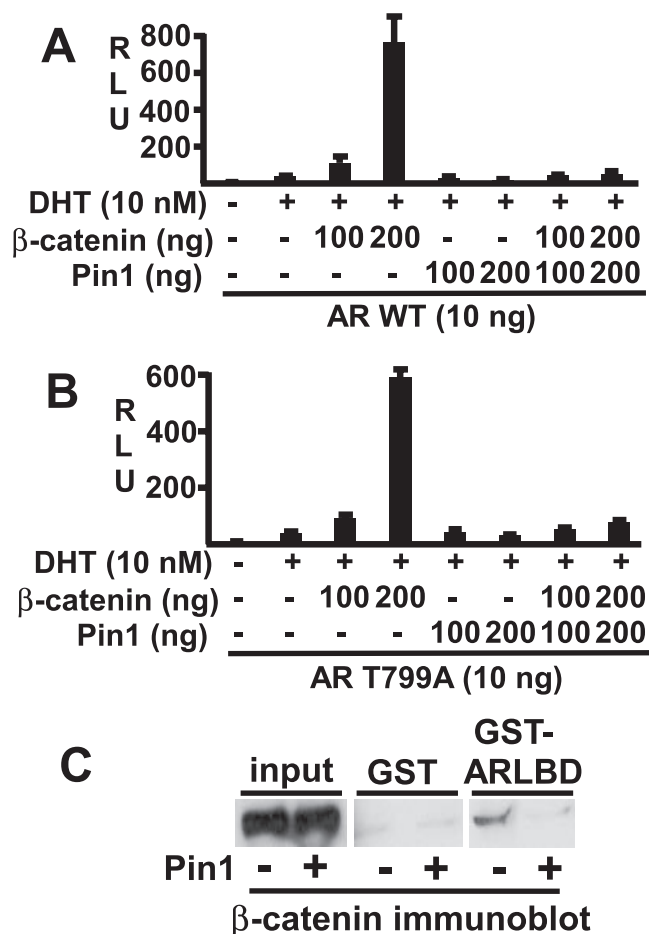 A
RLU
800
600
400
200
DHT (10 nM) - + + + + + + +
β-catenin (ng) - - 100 200 - - 100 200
Pin1 (ng) - - - - 100 200 100 200
AR WT (10 ng)
B
RLU
600
400
200
DHT (10 nM) - + + + + + + +
β-catenin (ng) - - 100 200 - - 100 200
Pin1 (ng) - - - - 100 200 100 200
AR T799A (10 ng)
C
input GST GST-
ARLBD
Pin1 - + - + - +
β-catenin immunoblot